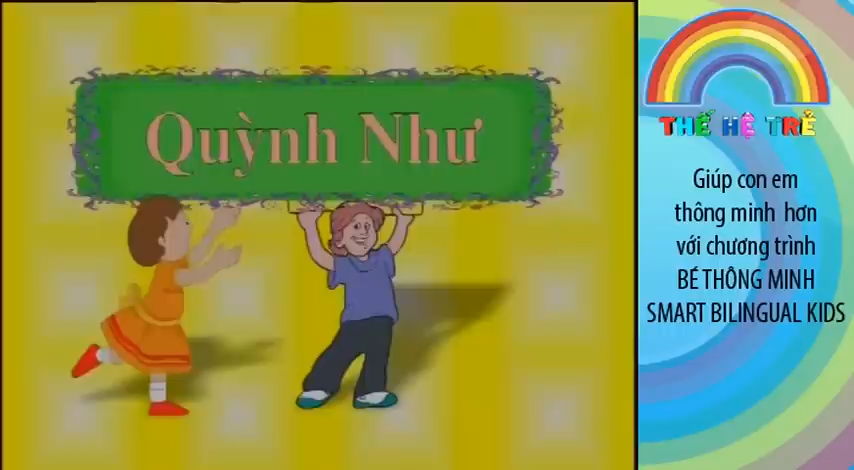 Quỳnh Như
THẾ HỆ TRẺ
Giúp con em
thông minh hơn
với chương trình
BÉ THÔNG MINH
SMART BILINGUAL KIDS